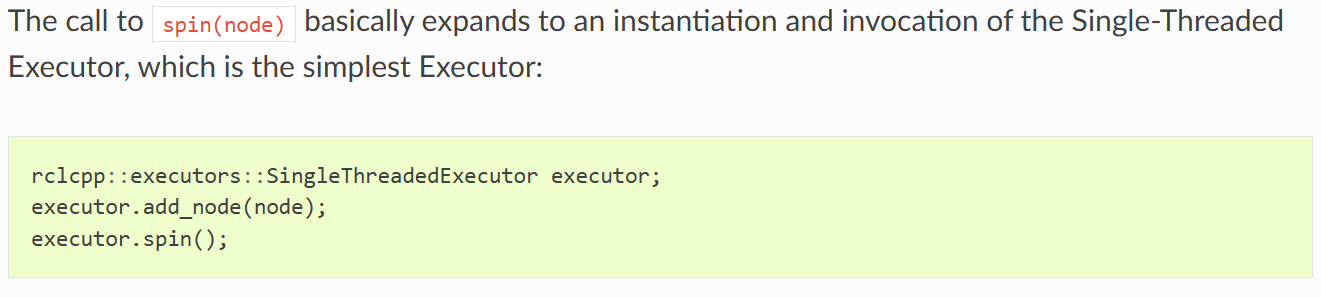 The call to spin(node) basically expands to an instantiation and invocation of the Single-Threaded
Executor, which is the simplest Executor:
rclcpp::executors::SingleThreadedExecutor executor;
executor.add_node(node);
executor.spin();